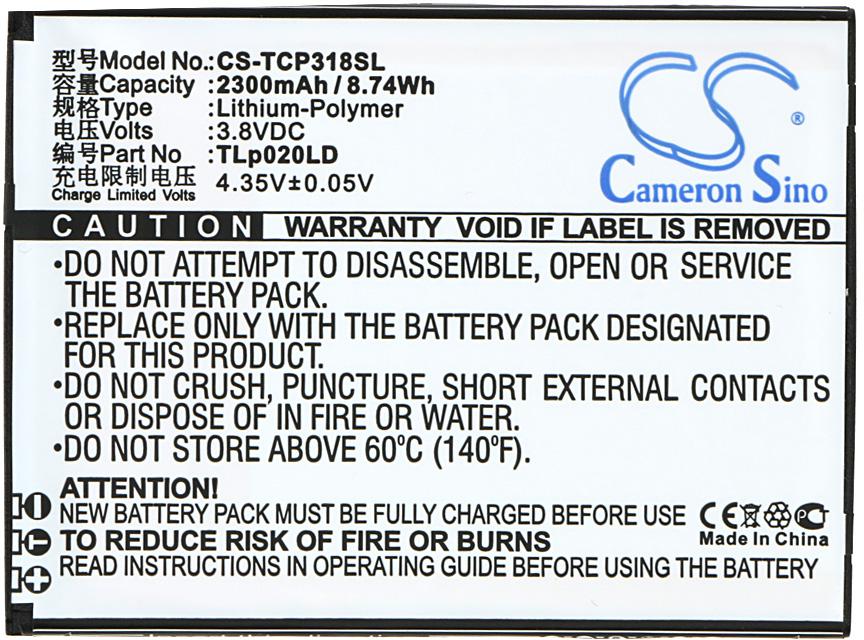 型号Model No.:CS-TCP318SL
容量Capacity :2300mAh / 8.74Wh
规格Type :Lithium-Polymer
电压Volts :3.8VDC
编号Part No :TLp020LD
充电限制电压 :4.35V±0.05V
Charge Limited Volts
CS®
Cameron Sino
CAUTION WARRANTY VOID IF LABEL IS REMOVED
•DO NOT ATTEMPT TO DISASSEMBLE, OPEN OR SERVICE
THE BATTERY PACK.
•REPLACE ONLY WITH THE BATTERY PACK DESIGNATED
FOR THIS PRODUCT.
•DO NOT CRUSH, PUNCTURE, SHORT EXTERNAL CONTACTS
OR DISPOSE OF IN FIRE OR WATER.
•DO NOT STORE ABOVE 60ºC (140ºF).
ATTENTION!
NEW BATTERY PACK MUST BE FULLY CHARGED BEFORE USE
TO REDUCE RISK OF FIRE OR BURNS
READ INSTRUCTIONS IN OPERATING GUIDE BEFORE USING THE BATTERY
CE
Made In China